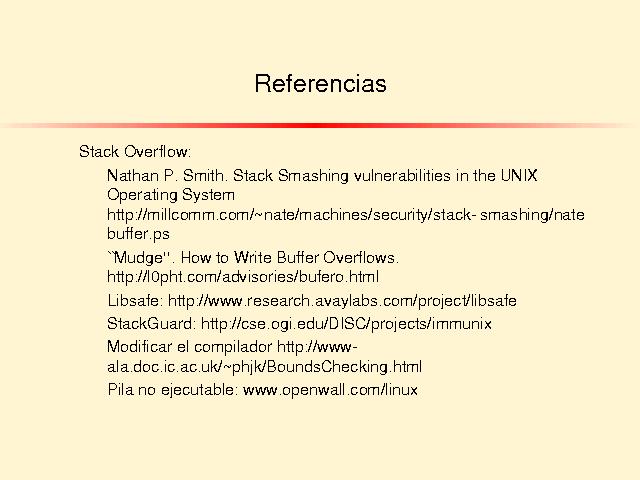 Referencias
Stack Overflow:
Nathan P. Smith. Stack Smashing vulnerabilities in the UNIX
Operating System
http://millcomm.com/~nate/machines/security/stack- smashing/nate
buffer.ps
``Mudge''. How to Write Buffer Overflows.
http://l0pht.com/advisories/bufero.html
Libsafe: http://www.research.avaylabs.com/project/libsafe
StackGuard: http://cse.ogi.edu/DISC/projects/immunix
Modificar el compilador http://www-
ala.doc.ic.ac.uk/~phjk/BoundsChecking.html
Pila no ejecutable: www.openwall.com/linux